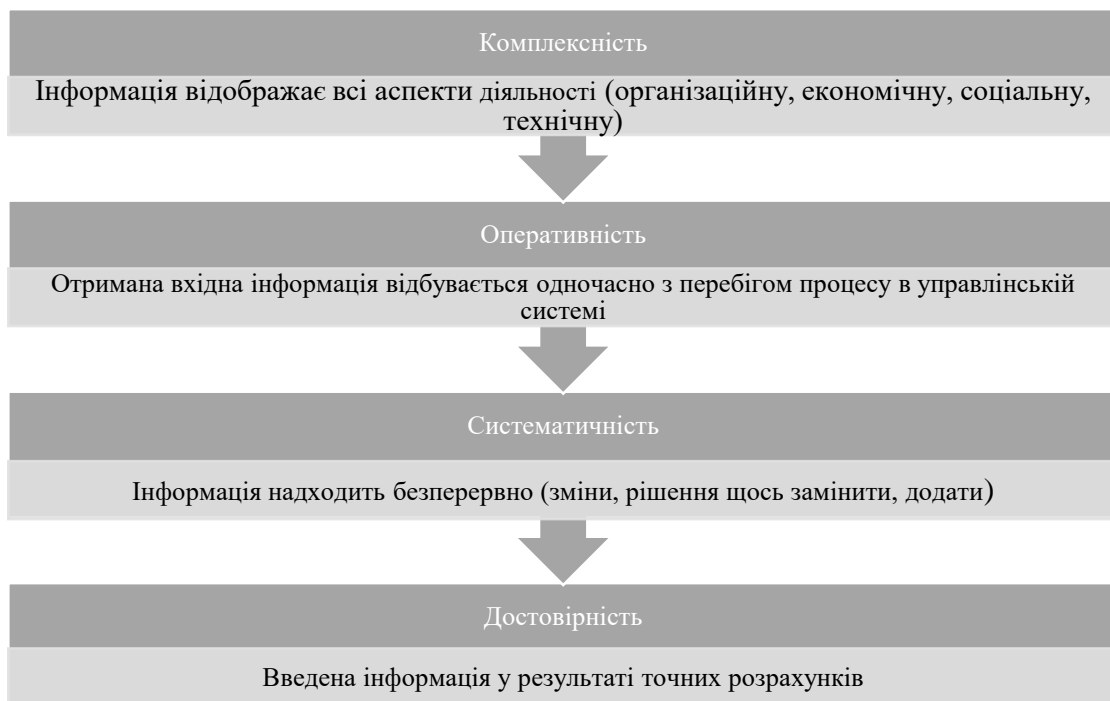 Комплексність
Інформація відображає всі аспекти діяльності (організаційну, економічну, соціальну,
технічну)
Оперативність
Отримана вхідна інформація відбувається одночасно з перебігом процесу в управлінській
системі
Систематичність
Інформація надходить безперервно (зміни, рішення щось замінити, додати)
Достовірність
Введена інформація у результаті точних розрахунків